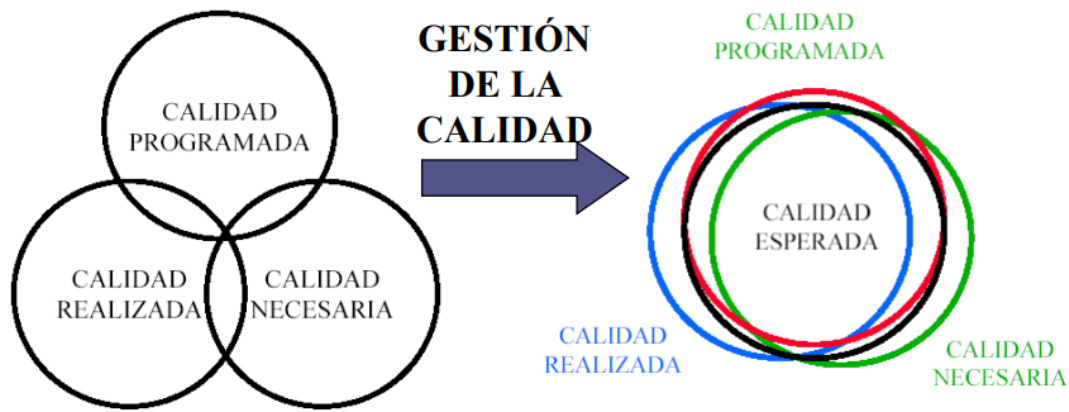 CALIDAD
PROGRAMADA
CALIDAD
REALIZADA
CALIDAD
NECESARIA
GESTIÓN
DE LA
CALIDAD
CALIDAD
PROGRAMADA
CALIDAD
ESPERADA
CALIDAD
REALIZADA
CALIDAD
NECESARIA